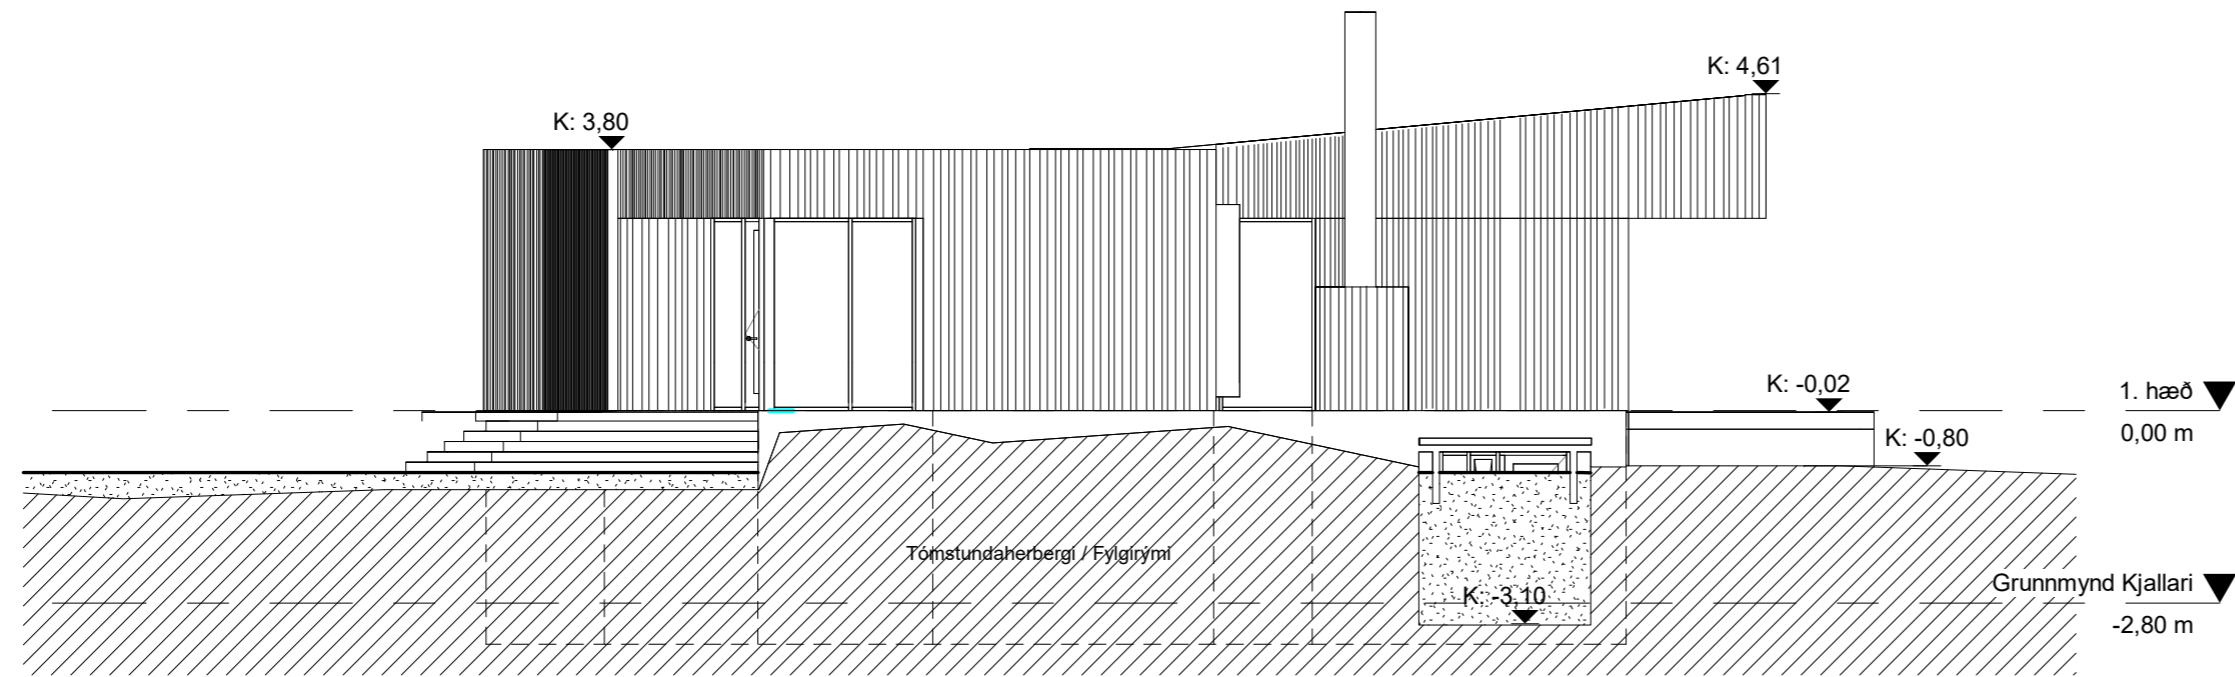 K: 4,61
K: 3,80
K: -0,02
1. hæð
0,00 m
K: -0,80
Tómstundaherbergi / Fylgirými
Grunnmynd Kjallari
K: -3,10
-2,80 m